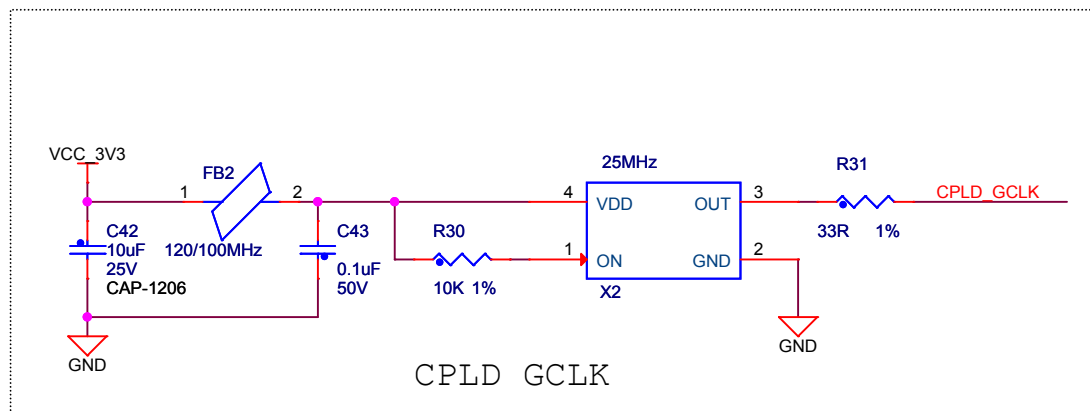 VCC_3V3
FB2
1
2
120/100MHz
C42
10uF
25V
CAP-1206
GND
C43
0.1uF
50V
R30
10K 1%
25MHz
4
VDD
OUT
3
1
ON
GND
2
X2
GND
R31
33R 1%
CPLD_GCLK
CPLD GCLK